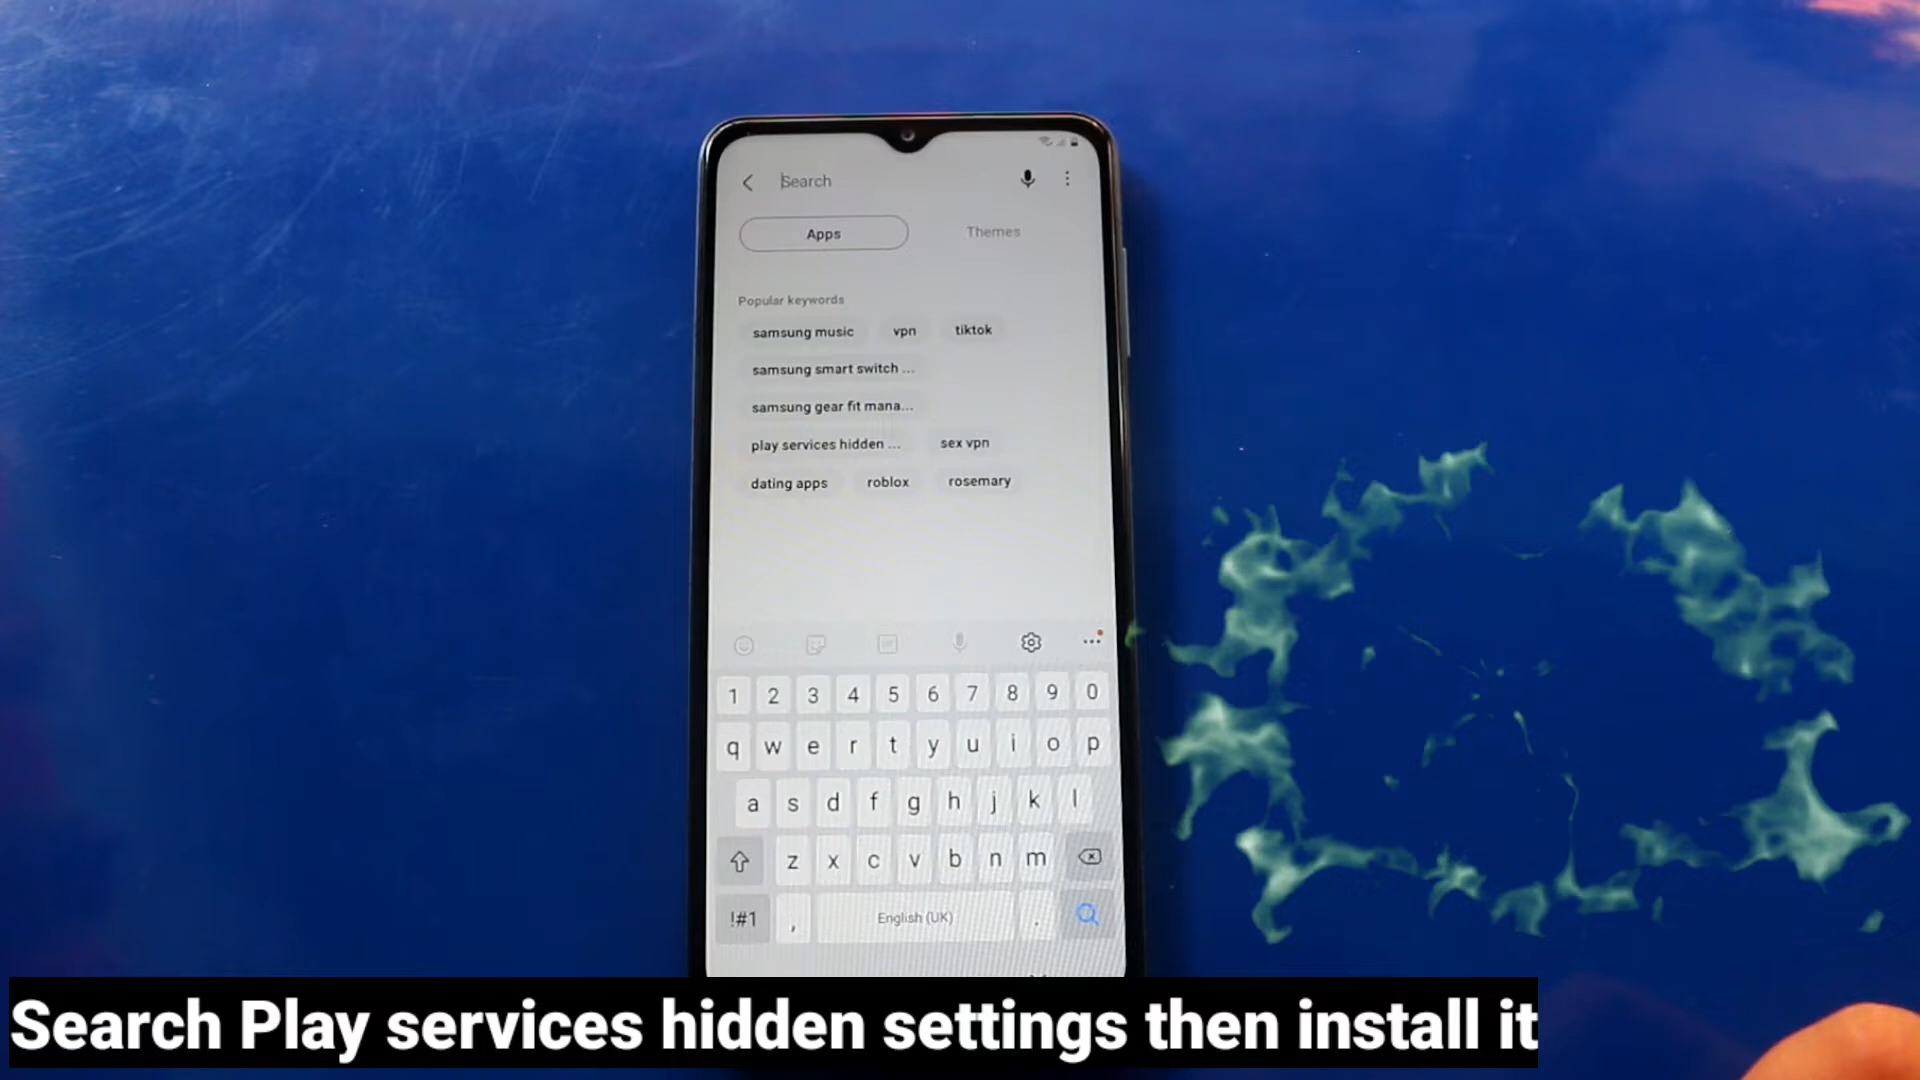 Search
Apps
Themes
Popular keywords
samsung music
vpn
tiktok
samsung smart switch ...
samsung gear fit mana...
play services hidden ...
sex vpn
dating apps
roblox
rosemary
1 2 3 4 5 6 7 8 9 0
q w e r t y u i o p
a s d f g h j k l
z x c v b n m
!#1 , English (UK) .
Search Play services hidden settings then install it